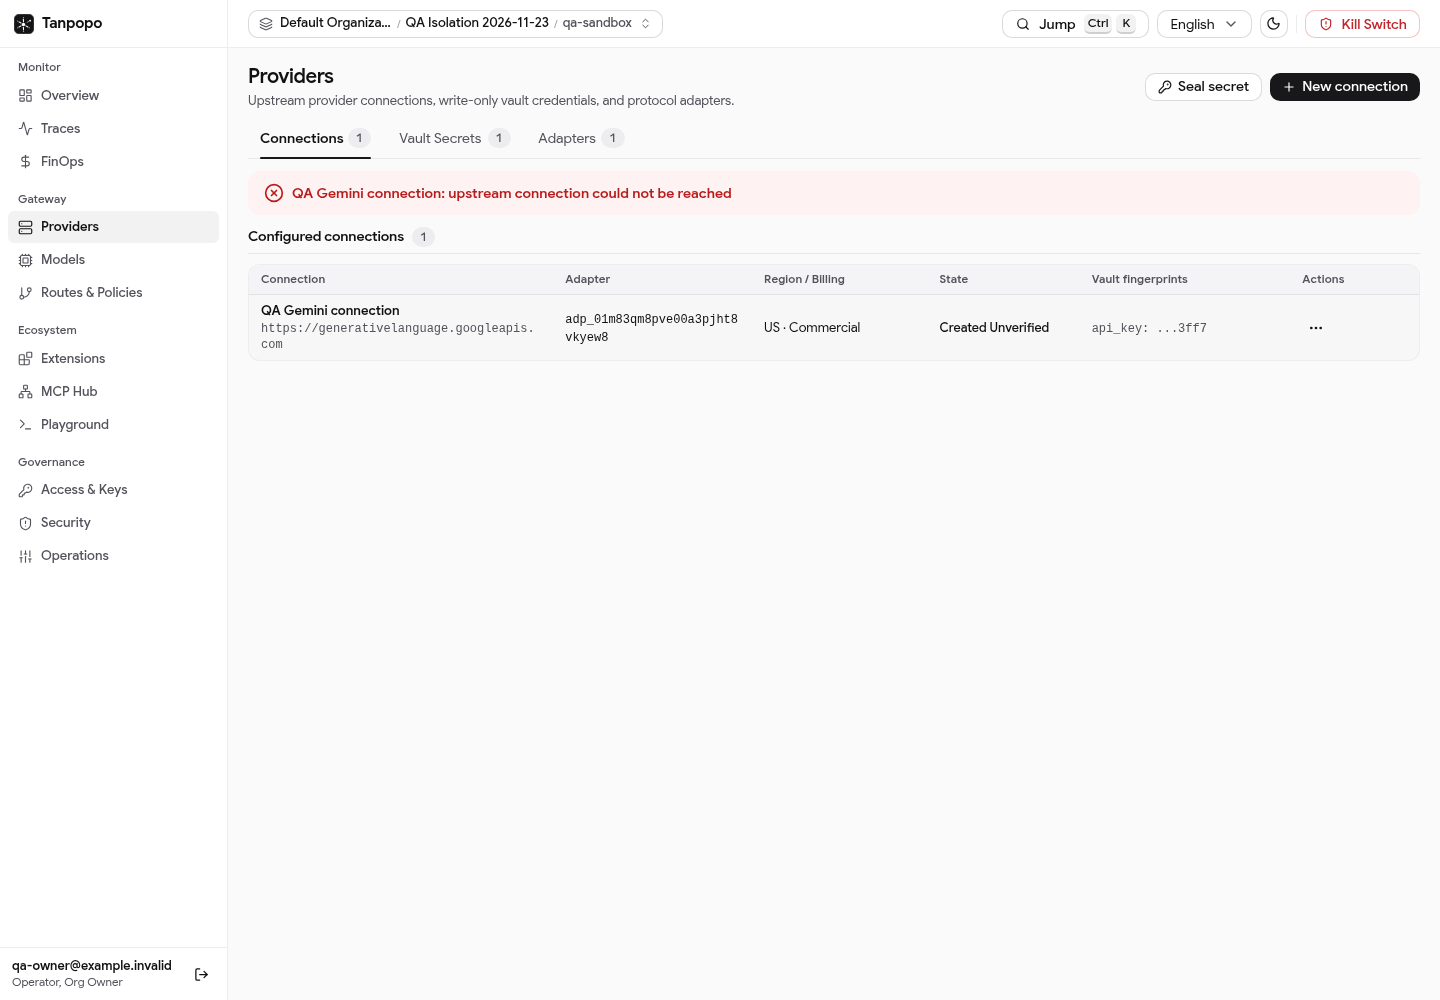 Tanpopo
Default Organiza... / QA Isolation 2026-11-23 / qa-sandbox
Jump Ctrl K
English
Kill Switch
Monitor
Overview
Traces
FinOps
Gateway
Providers
Models
Routes & Policies
Ecosystem
Extensions
MCP Hub
Playground
Governance
Access & Keys
Security
Operations
qa-owner@example.invalid
Operator, Org Owner
Providers
Upstream provider connections, write-only vault credentials, and protocol adapters.
Seal secret
New connection
Connections 1
Vault Secrets 1
Adapters 1
QA Gemini connection: upstream connection could not be reached
Configured connections 1
Connection Adapter Region / Billing State Vault fingerprints Actions
QA Gemini connection
https://generativelanguage.googleapis.
com
adp_01m83qm8pve00a3pjht8
vkyew8
US · Commercial
Created Unverified
api_key: ...3ff7